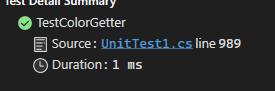 Test Detail Summary
TestColorGetter
Source: UnitTest1.cs line 989
Duration: 1 ms